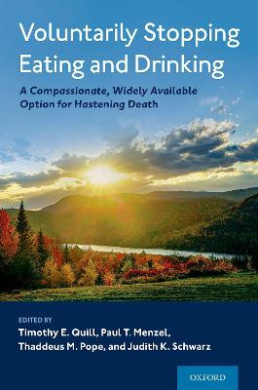 Voluntarily Stopping
Eating and Drinking
A Compassionate, Widely Available
Option for Hastening Death
EDITED BY
Timothy E. Quill, Paul T. Menzel,
Thaddeus M. Pope, and Judith K. Schwarz
OXFORD